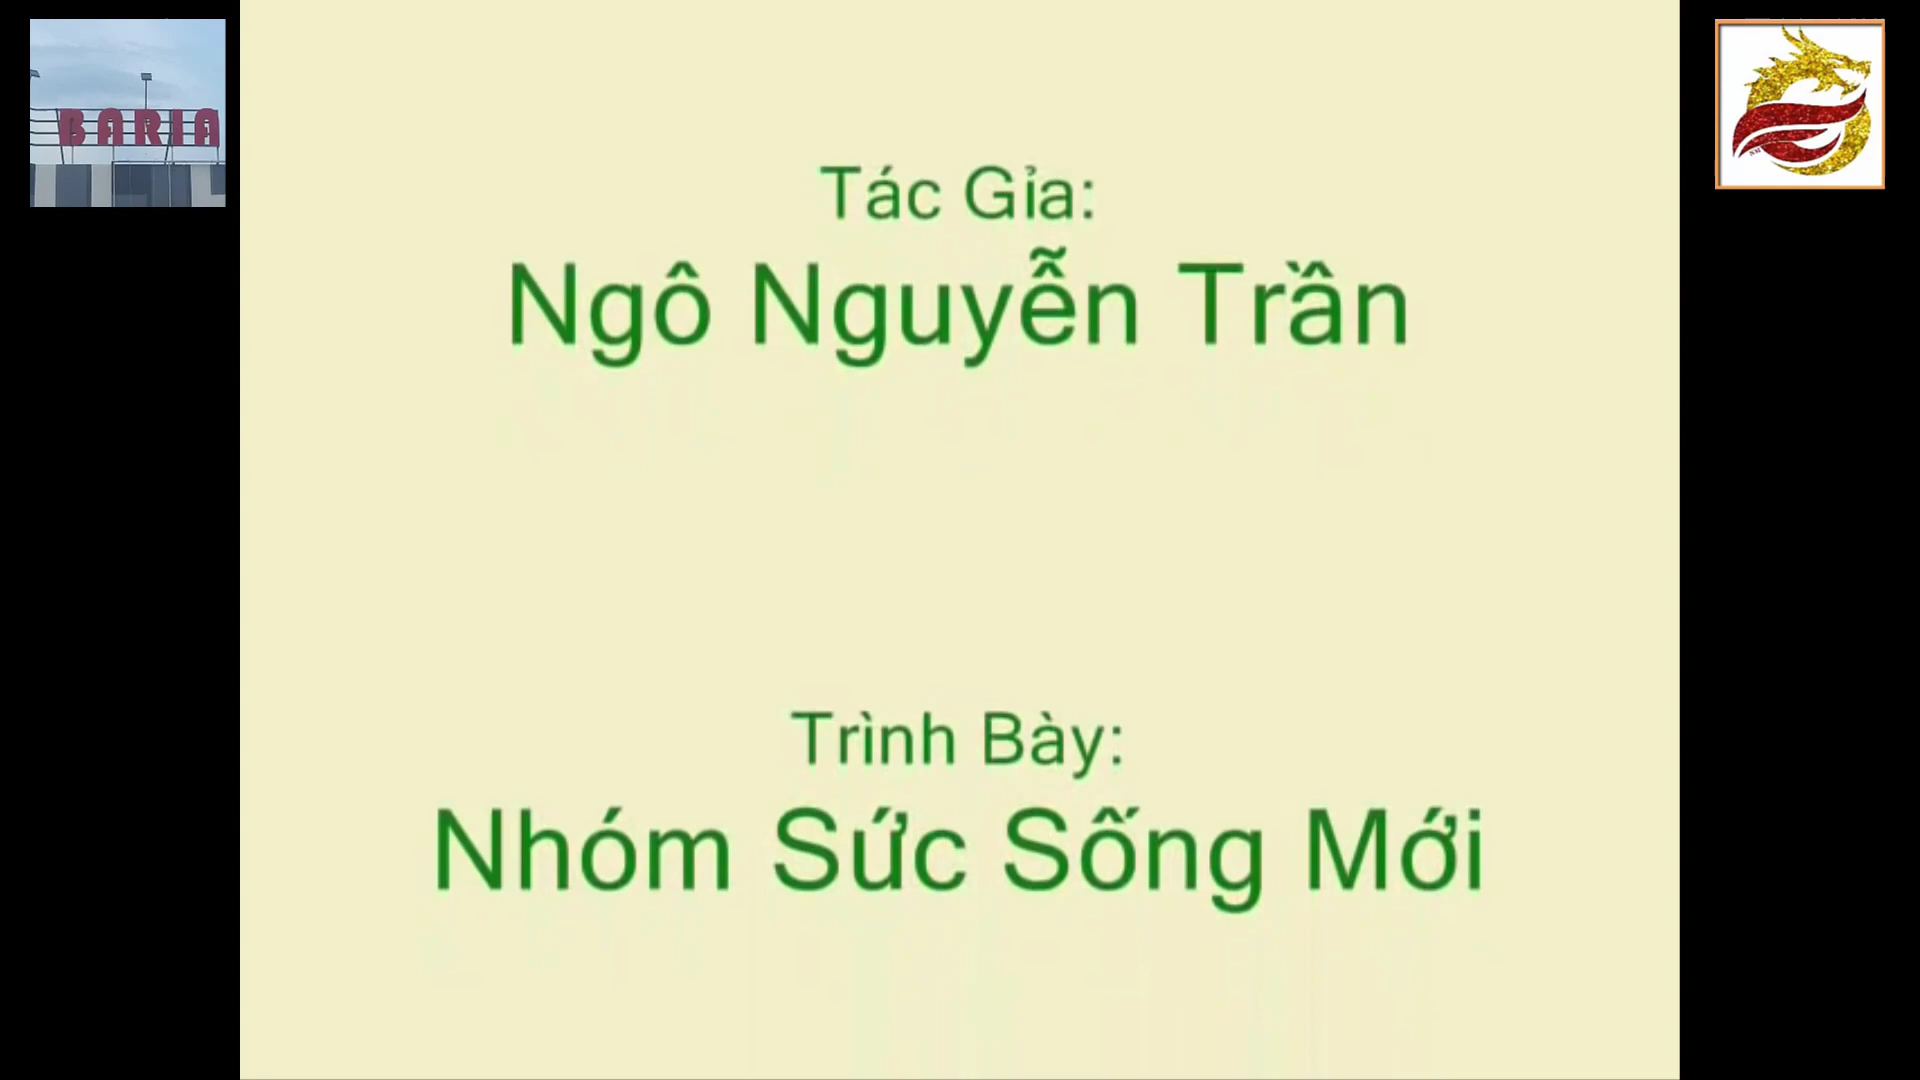 BARIA
Tác Gỉa:
Ngô Nguyễn Trần
Trình Bày:
Nhóm Sức Sống Mới